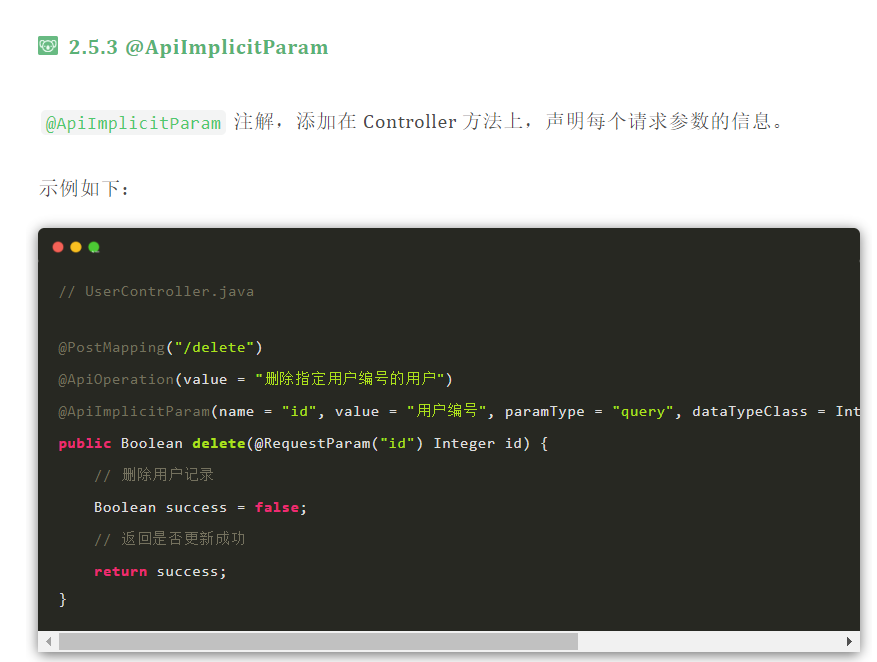 2.5.3 @ApiImplicitParam
@ApiImplicitParam 注解，添加在 Controller 方法上，声明每个请求参数的信息。
示例如下：
// UserController.java
@PostMapping("/delete")
@ApiOperation(value = "删除指定用户编号的用户")
@ApiImplicitParam(name = "id", value = "用户编号", paramType = "query", dataTypeClass = Int
public Boolean delete(@RequestParam("id") Integer id) {
// 删除用户记录
Boolean success = false;
// 返回是否更新成功
return success;
}